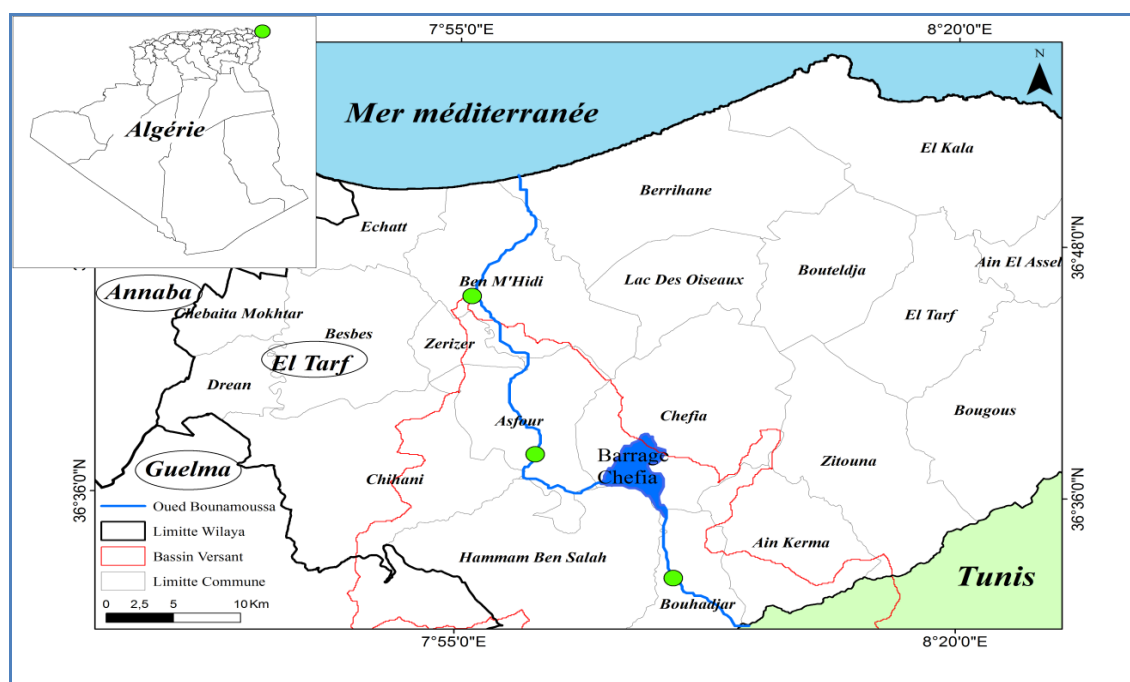 7°55'0"E
8°20'0"E
N
Algérie
Mer méditerranée
El Kala
Berrihane
Echatt
36°48'0"N
Ain El Assel
Bouteldja
Lac Des Oiseaux
Ben M'Hidi
Annaba
Chebaita Mokhtar
El Tarf
Besbes
Zerizer
El Tarf
Drean
Bougous
Chefia
Asfour
Barrage
Chefia
Zitouna
Guelma
Chihani
36°36'0"N
36°36'0"N
Oued Bounamoussa
Limitte Wilaya
Bassin Versant
Limitte Commune
0 2,5 5 10 Km
Hammam Ben Salah
Ain Kerma
Tunis
Bouhadjar
7°55'0"E
8°20'0"E